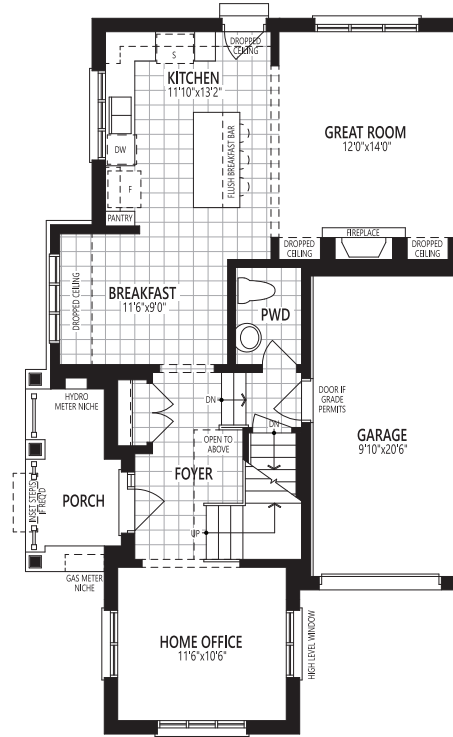 DROPPED
CEILING
S
KITCHEN
11'10"x13'2"
GREAT ROOM
12'0"x14'0"
DW
FLUSH BREAKFAST BAR
F
PANTRY
FIREPLACE
DROPPED
CEILING
DROPPED
CEILING
DROPPED CEILING
BREAKFAST
11'6"x9'0"
PWD
HYDRO
METER NICHE
DN
DOOR IF
GRADE
PERMITS
DN
OPEN TO
ABOVE
GARAGE
9'10"x20'6"
FOYER
PORCH
INSET STEP(S)
IF REQ'D
UP
GAS METER
NICHE
HOME OFFICE
11'6"x10'6"
HIGH LEVEL WINDOW